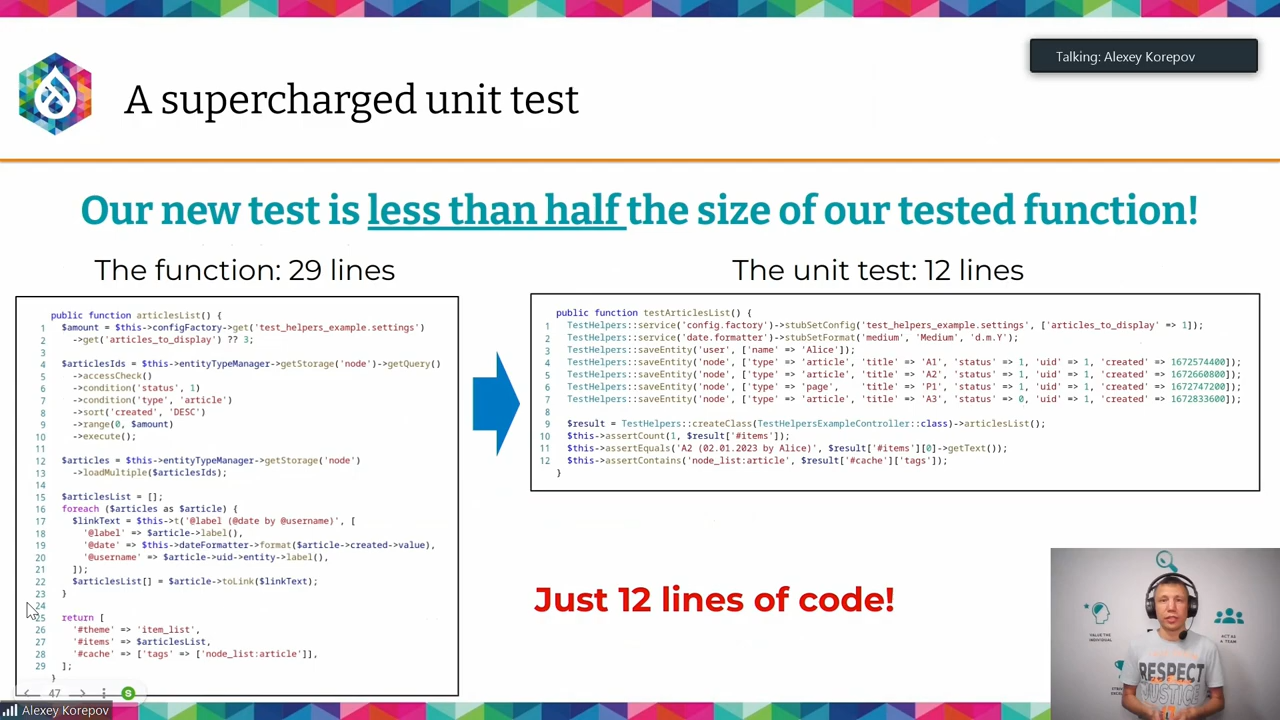 Talking: Alexey Korepov
A supercharged unit test
Our new test is less than half the size of our tested function!
The function: 29 lines
public function articlesList() {
1 $amount = $this->configFactory->get('test_helpers_example.settings')
2 ->get('articles_to_display') ?? 3;
3
4 $articlesIds = $this->entityTypeManager->getStorage('node')->getQuery()
5 ->accessCheck()
6 ->condition('status', 1)
7 ->condition('type', 'article')
8 ->sort('created', 'DESC')
9 ->range(0, $amount)
10 ->execute();
11
12 $articles = $this->entityTypeManager->getStorage('node')
13 ->loadMultiple($articlesIds);
14
15 $articlesList = [];
16 foreach ($articles as $article) {
17 $linkText = $this->t('@label (@date by @username)', [
18 '@label' => $article->label(),
19 '@date' => $this->dateFormatter->format($article->created->value),
20 '@username' => $article->uid->entity->label(),
21 ]);
22 $articlesList[] = $article->toLink($linkText);
23 }
24
25 return [
26 '#theme' => 'item_list',
27 '#items' => $articlesList,
28 '#cache' => ['tags' => ['node_list:article']],
29 ];
}
The unit test: 12 lines
public function testArticlesList() {
1 TestHelpers::service('config.factory')->stubSetConfig('test_helpers_example.settings', ['articles_to_display' => 1]);
2 TestHelpers::service('date.formatter')->stubSetFormat('medium', 'Medium', 'd.m.Y');
3 TestHelpers::saveEntity('user', ['name' => 'Alice']);
4 TestHelpers::saveEntity('node', ['type' => 'article', 'title' => 'A1', 'status' => 1, 'uid' => 1, 'created' => 1672574400]);
5 TestHelpers::saveEntity('node', ['type' => 'article', 'title' => 'A2', 'status' => 1, 'uid' => 1, 'created' => 1672660800]);
6 TestHelpers::saveEntity('node', ['type' => 'page', 'title' => 'P1', 'status' => 1, 'uid' => 1, 'created' => 1672747200]);
7 TestHelpers::saveEntity('node', ['type' => 'article', 'title' => 'A3', 'status' => 0, 'uid' => 1, 'created' => 1672833600]);
8
9 $result = TestHelpers::createClass(TestHelpersExampleController::class)->articlesList();
10 $this->assertCount(1, $result['#items']);
11 $this->assertEquals('A2 (02.01.2023 by Alice)', $result['#items'][0]->getText());
12 $this->assertContains('node_list:article', $result['#cache']['tags']);
}
Just 12 lines of code!
VALUE THE
INDIVIDUAL
ACT AS
A TEAM
RESPECT
JUSTICE
47
S
Alexey Korepov